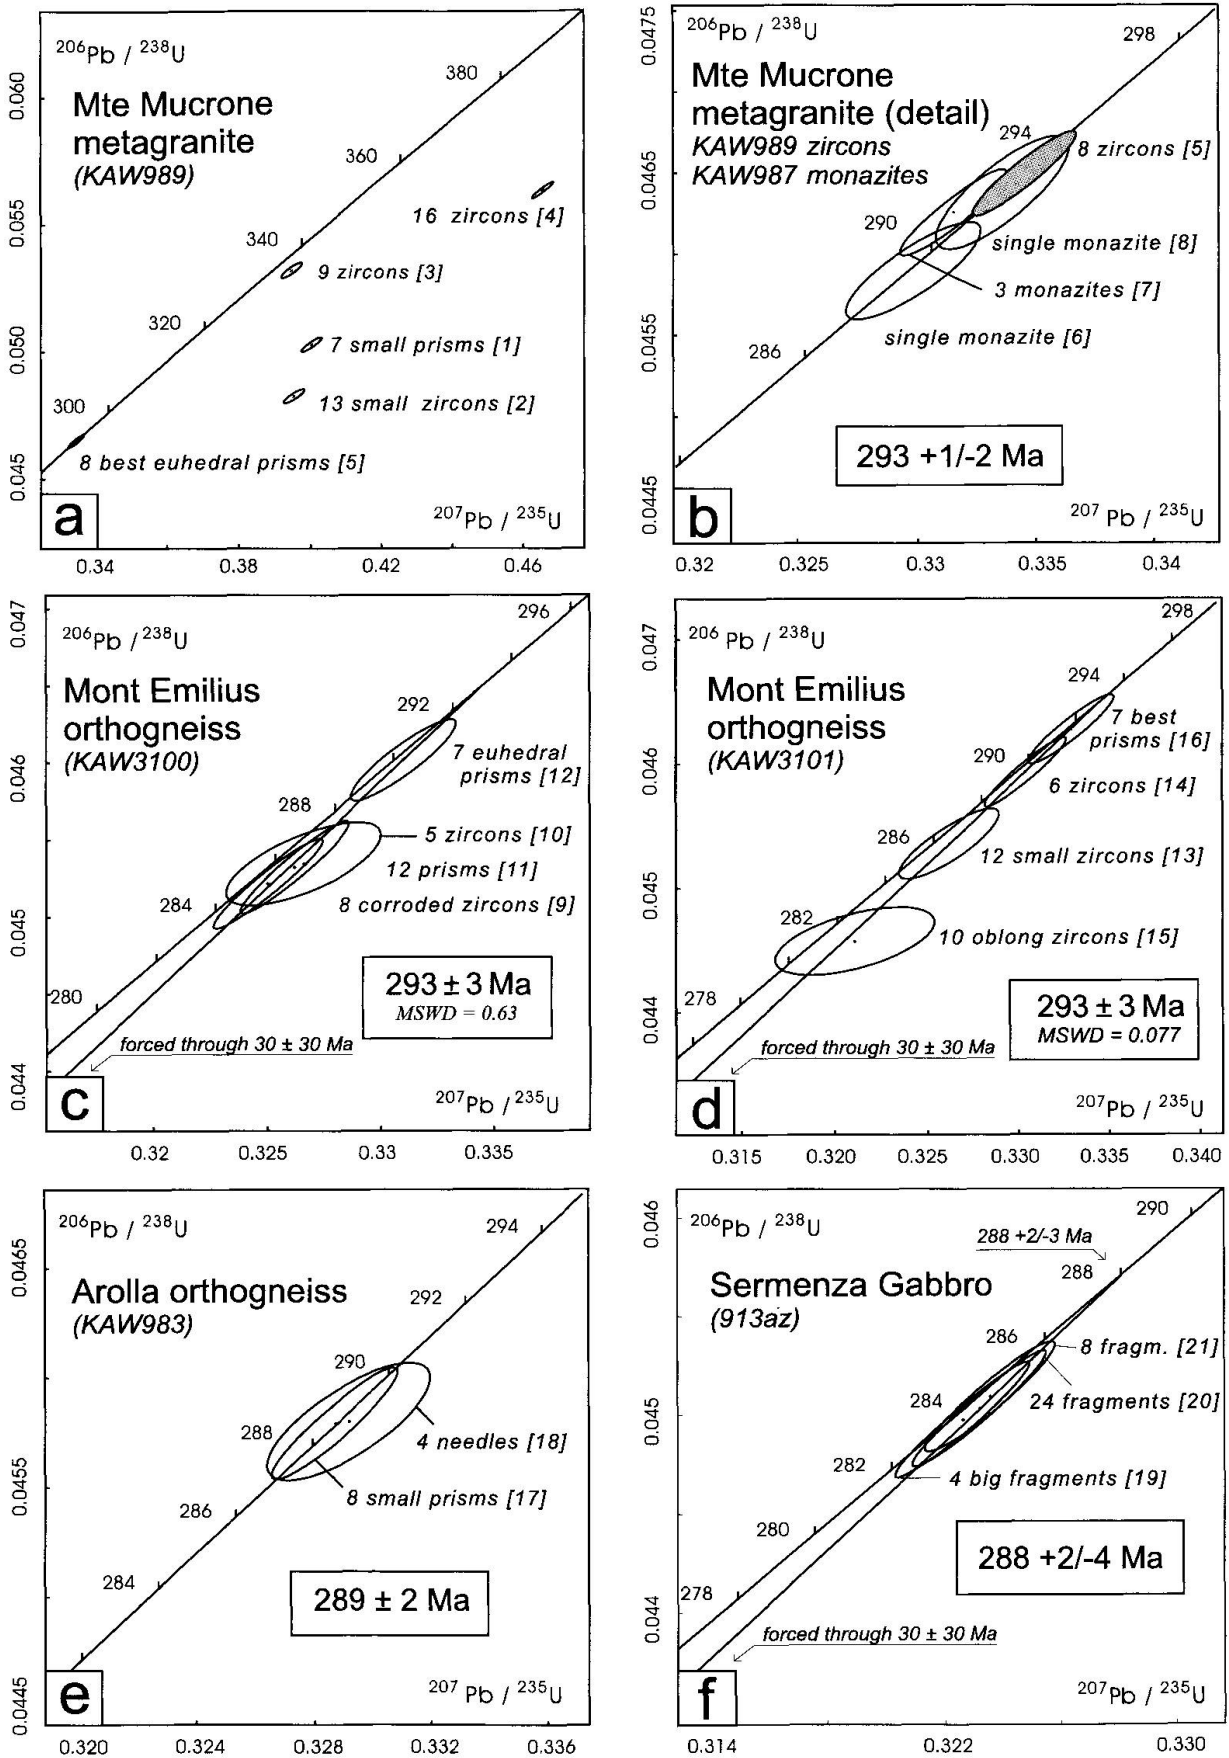 206Pb / 238U
Mte Mucrone
metagranite
(KAW989)
380
360
16 zircons [4]
340
9 zircons [3]
320
7 small prisms [1]
13 small zircons [2]
300
8 best euhedral prisms [5]
a
207Pb / 235U
0.060
0.055
0.050
0.045
0.34
0.38
0.42
0.46
206Pb / 238U
298
Mte Mucrone
metagranite (detail)
KAW989 zircons
KAW987 monazites
294
8 zircons [5]
290
single monazite [8]
3 monazites [7]
single monazite [6]
286
293 +1/-2 Ma
b
207Pb / 235U
0.0475
0.0465
0.0455
0.0445
0.32
0.325
0.33
0.335
0.34
206Pb / 238U
296
Mont Emilius
orthogneiss
(KAW3100)
292
7 euhedral
prisms [12]
288
5 zircons [10]
12 prisms [11]
8 corroded zircons [9]
284
293 ± 3 Ma
MSWD = 0.63
280
forced through 30 ± 30 Ma
c
207Pb / 235U
0.047
0.046
0.045
0.044
0.32
0.325
0.33
0.335
206 Pb / 238U
298
Mont Emilius
orthogneiss
(KAW3101)
294
7 best
prisms [16]
290
6 zircons [14]
286
12 small zircons [13]
282
10 oblong zircons [15]
278
293 ± 3 Ma
MSWD = 0.077
forced through 30 ± 30 Ma
d
207Pb / 235U
0.047
0.046
0.045
0.044
0.315
0.320
0.325
0.330
0.335
0.340
206Pb / 238U
294
Arolla orthogneiss
(KAW983)
292
290
288
4 needles [18]
8 small prisms [17]
286
284
289 ± 2 Ma
e
207 Pb / 235U
0.0465
0.0455
0.0445
0.320
0.324
0.328
0.332
0.336
206Pb / 238U
290
288 +2/-3 Ma
288
Sermenza Gabbro
(913az)
286
8 fragm. [21]
284
24 fragments [20]
282
4 big fragments [19]
280
288 +2/-4 Ma
278
forced through 30 ± 30 Ma
f
207Pb / 235U
0.046
0.045
0.044
0.314
0.322
0.330